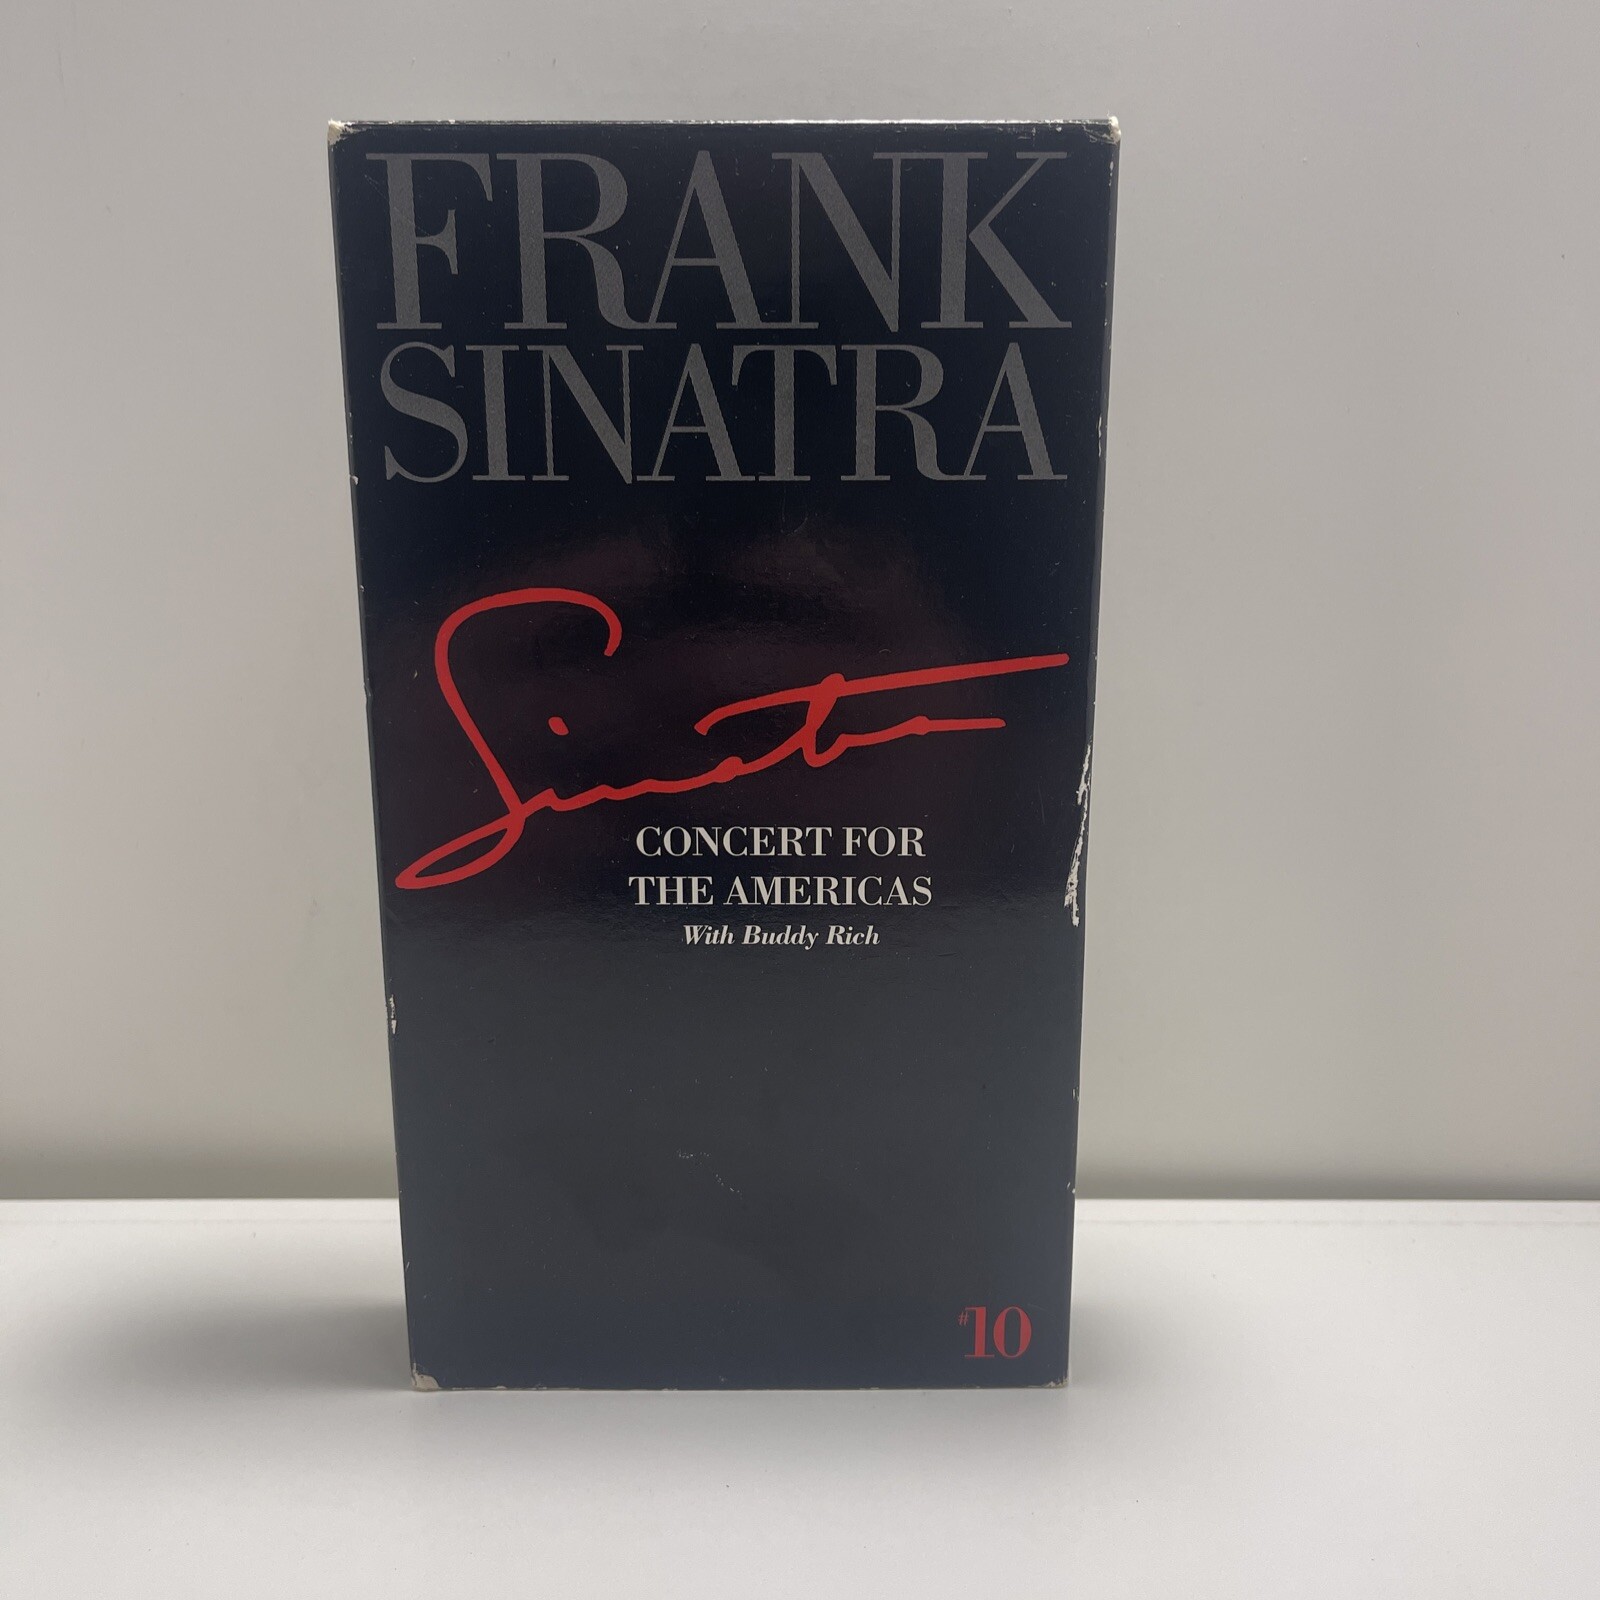 FRANK
SINATRA
Sinatra
CONCERT FOR
THE AMERICAS
With Buddy Rich
#10